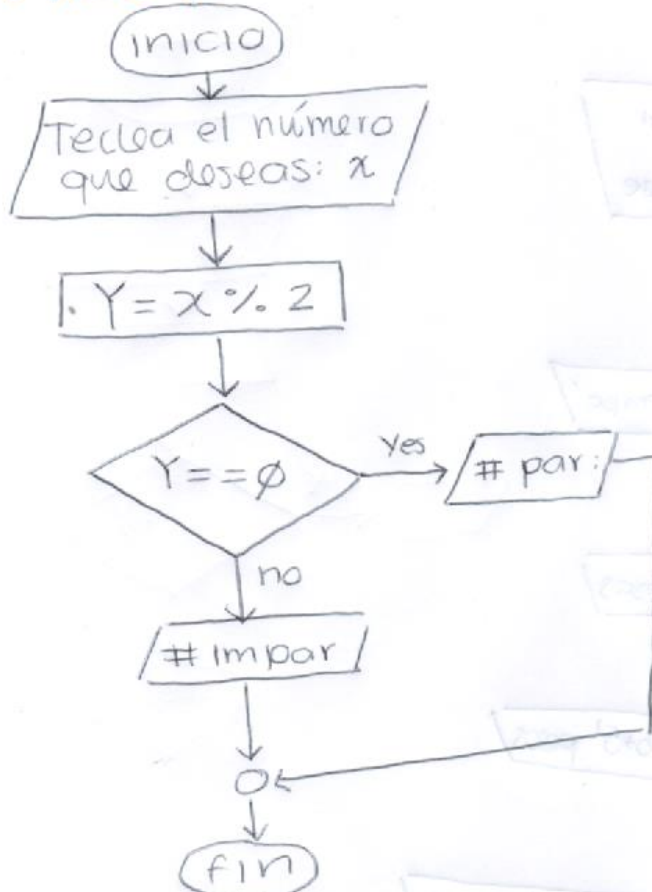 inicio
Teclea el número
que deseas: x
. Y = x % 2
Y == ø
Yes
# par:
no
# impar
fin